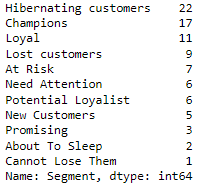 Hibernating customers    22
Champions                17
Loyal                    11
Lost customers            9
At Risk                   7
Need Attention            6
Potential Loyalist        6
New Customers             5
Promising                 3
About To Sleep            2
Cannot Lose Them          1
Name: Segment, dtype: int64